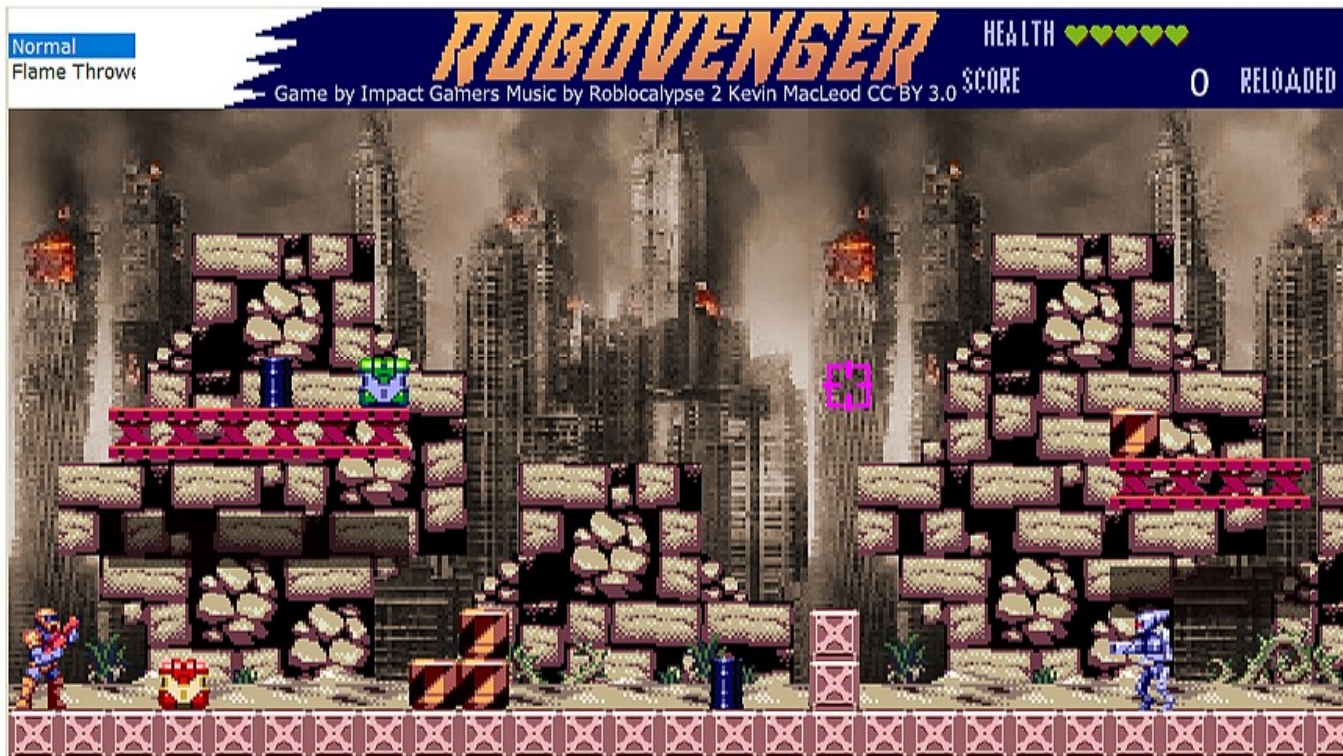 Normal
Flame Throwe
ROBOVENGER
Game by Impact Gamers Music by Roblocalypse 2 Kevin MacLeod CC BY 3.0
HEALTH
SCORE 0 RELOADED